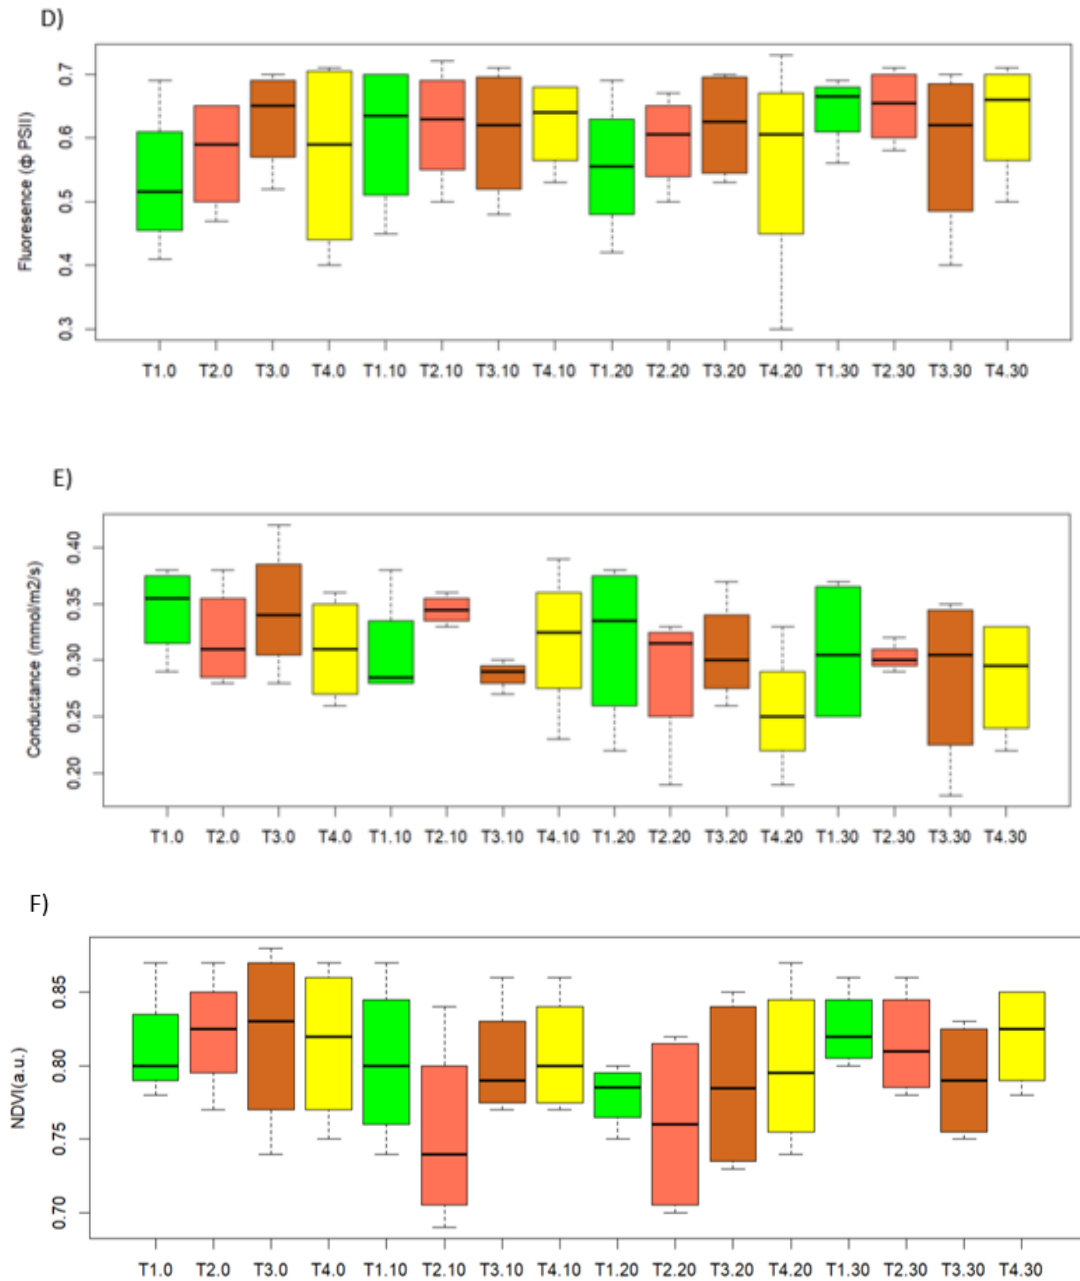 D)
Fluoresence (ф PSII)
0.7
0.6
0.5
0.4
0.3
T1.0 T2.0 T3.0 T4.0 T1.10 T2.10 T3.10 T4.10 T1.20 T2.20 T3.20 T4.20 T1.30 T2.30 T3.30 T4.30
E)
Conductance (mmol/m2/s)
0.40
0.35
0.30
0.25
0.20
T1.0 T2.0 T3.0 T4.0 T1.10 T2.10 T3.10 T4.10 T1.20 T2.20 T3.20 T4.20 T1.30 T2.30 T3.30 T4.30
F)
NDVI(a.u.)
0.85
0.80
0.75
0.70
T1.0 T2.0 T3.0 T4.0 T1.10 T2.10 T3.10 T4.10 T1.20 T2.20 T3.20 T4.20 T1.30 T2.30 T3.30 T4.30